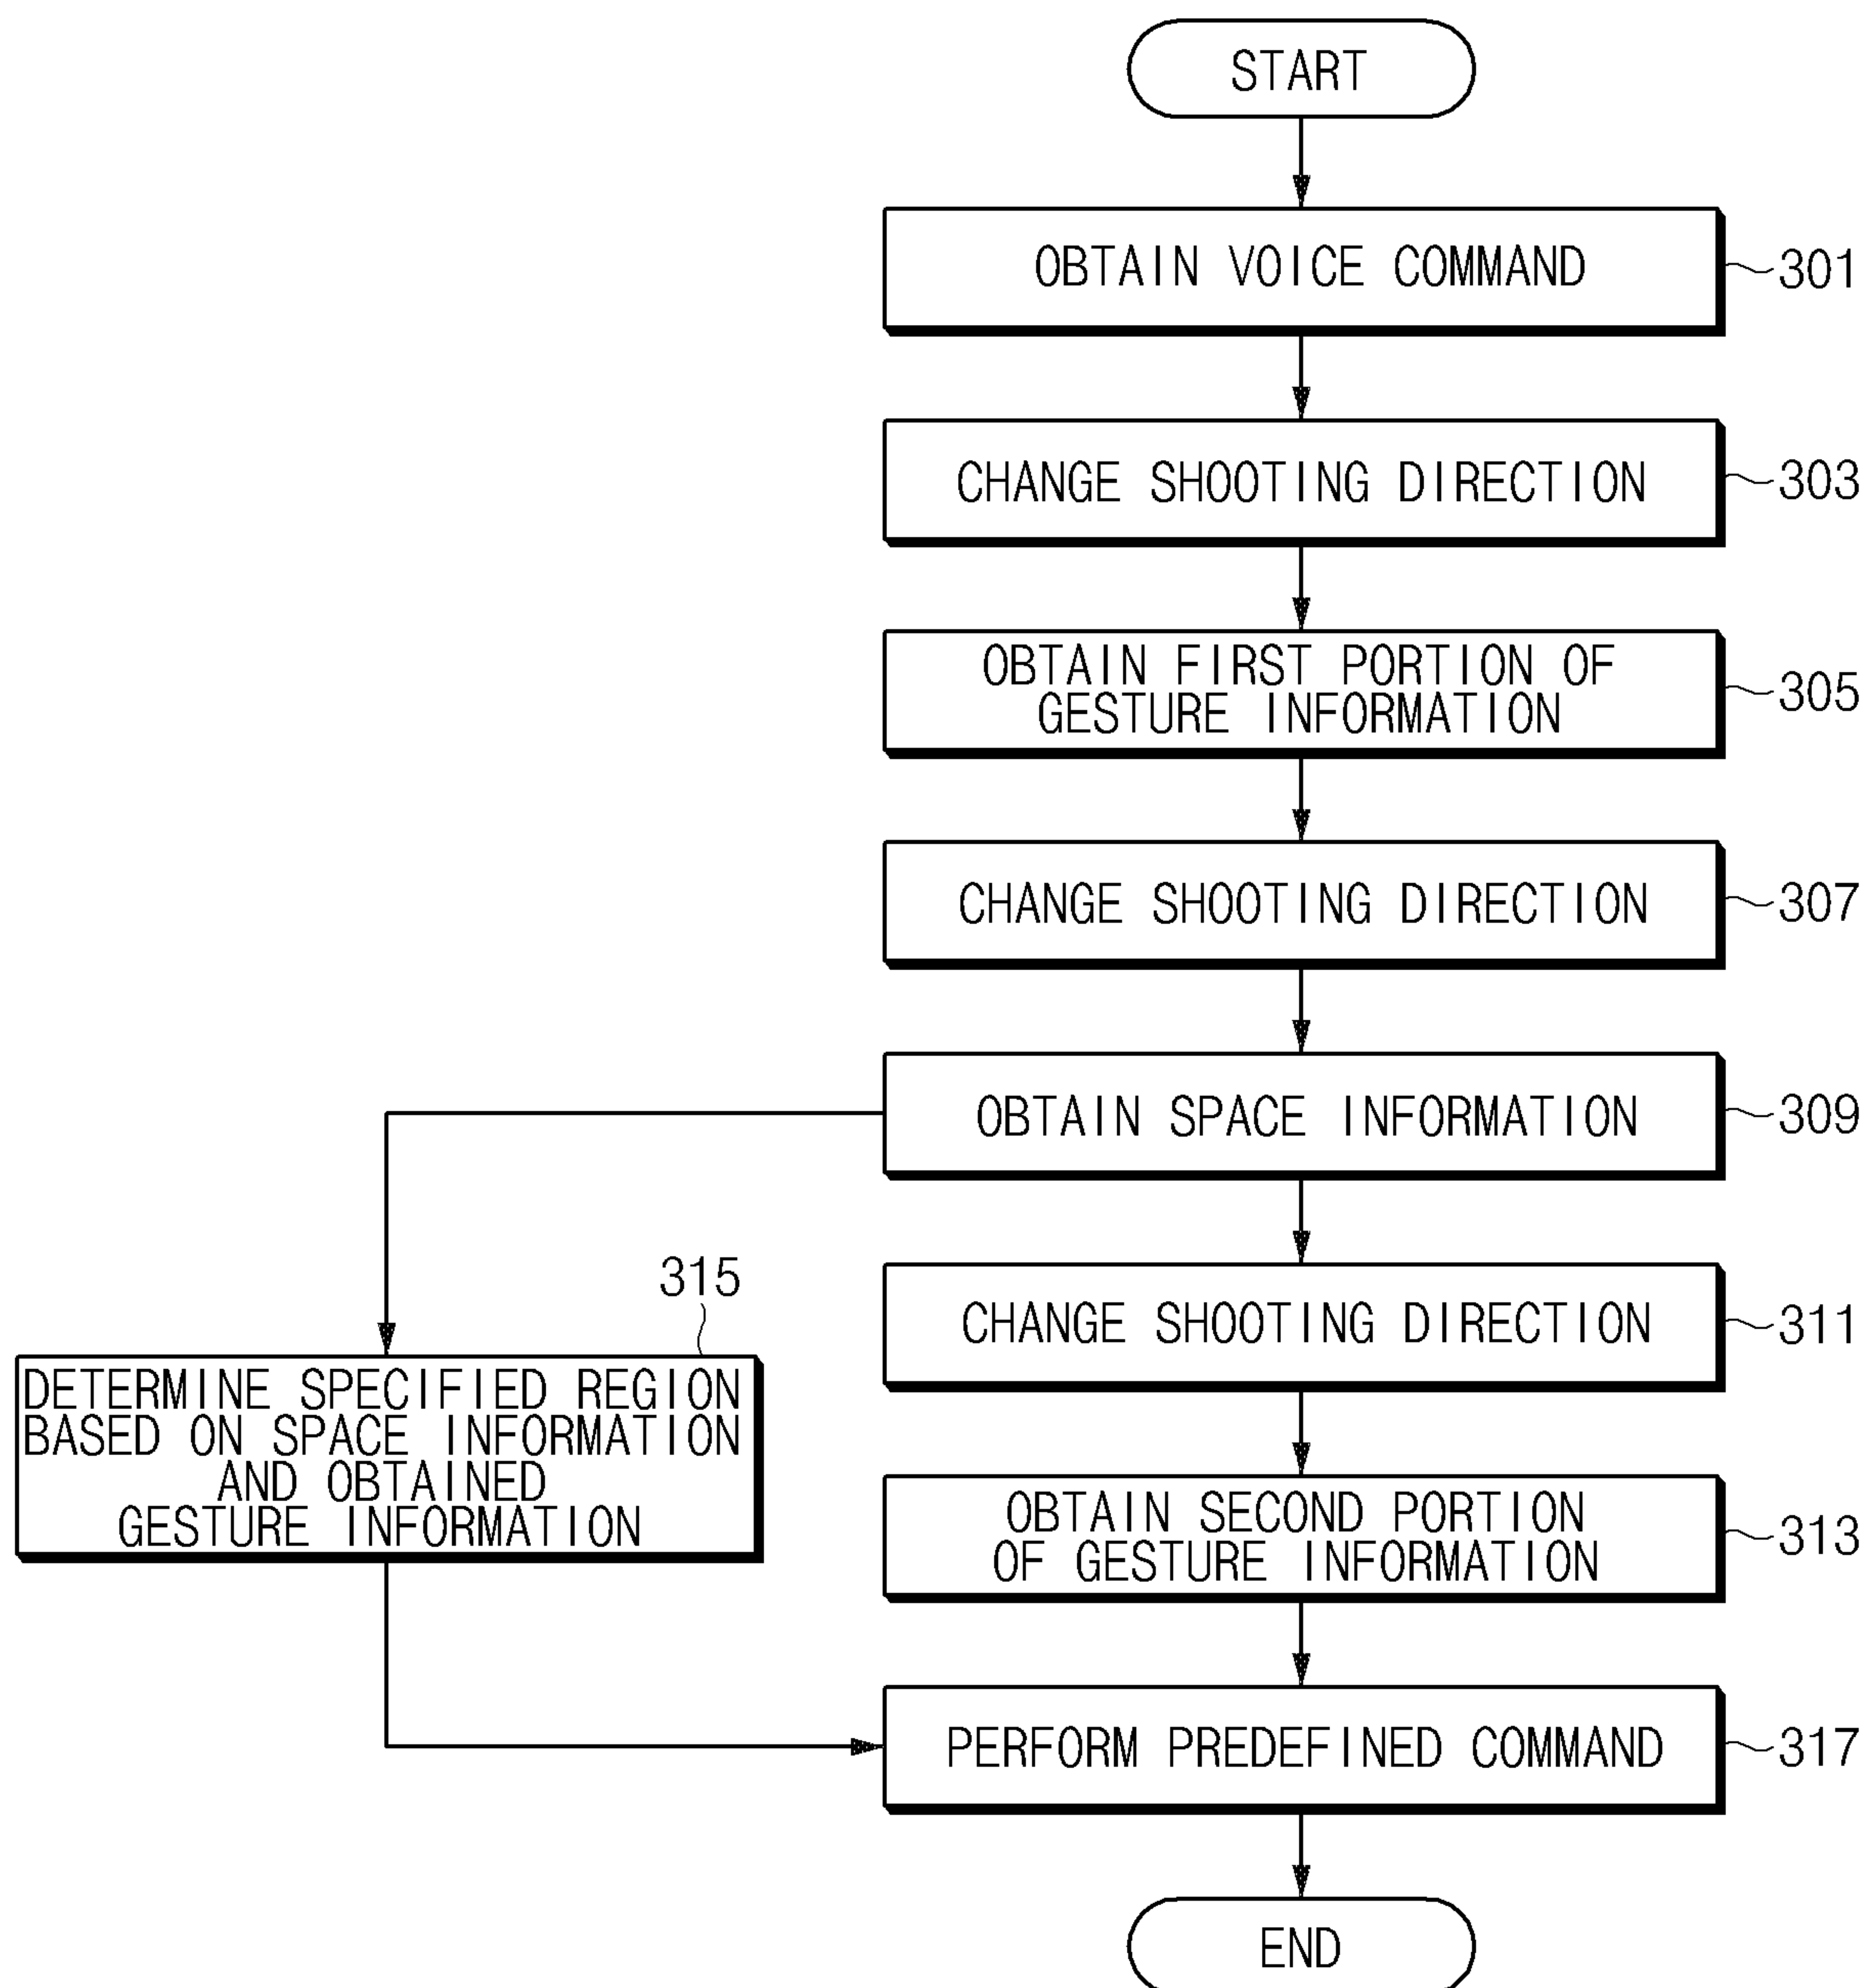 START
OBTAIN VOICE COMMAND
301
CHANGE SHOOTING DIRECTION
303
OBTAIN FIRST PORTION OF
GESTURE INFORMATION
305
CHANGE SHOOTING DIRECTION
307
OBTAIN SPACE INFORMATION
309
CHANGE SHOOTING DIRECTION
311
315
DETERMINE SPECIFIED REGION
BASED ON SPACE INFORMATION
AND OBTAINED
GESTURE INFORMATION
OBTAIN SECOND PORTION
OF GESTURE INFORMATION
313
PERFORM PREDEFINED COMMAND
317
END